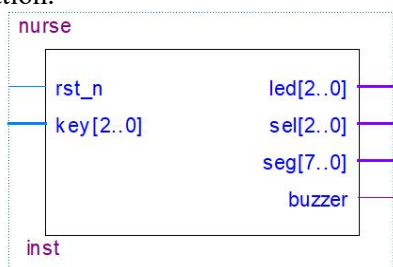 nurse
rst_n led[2..0]
key[2..0] sel[2..0]
seg[7..0]
buzzer
inst